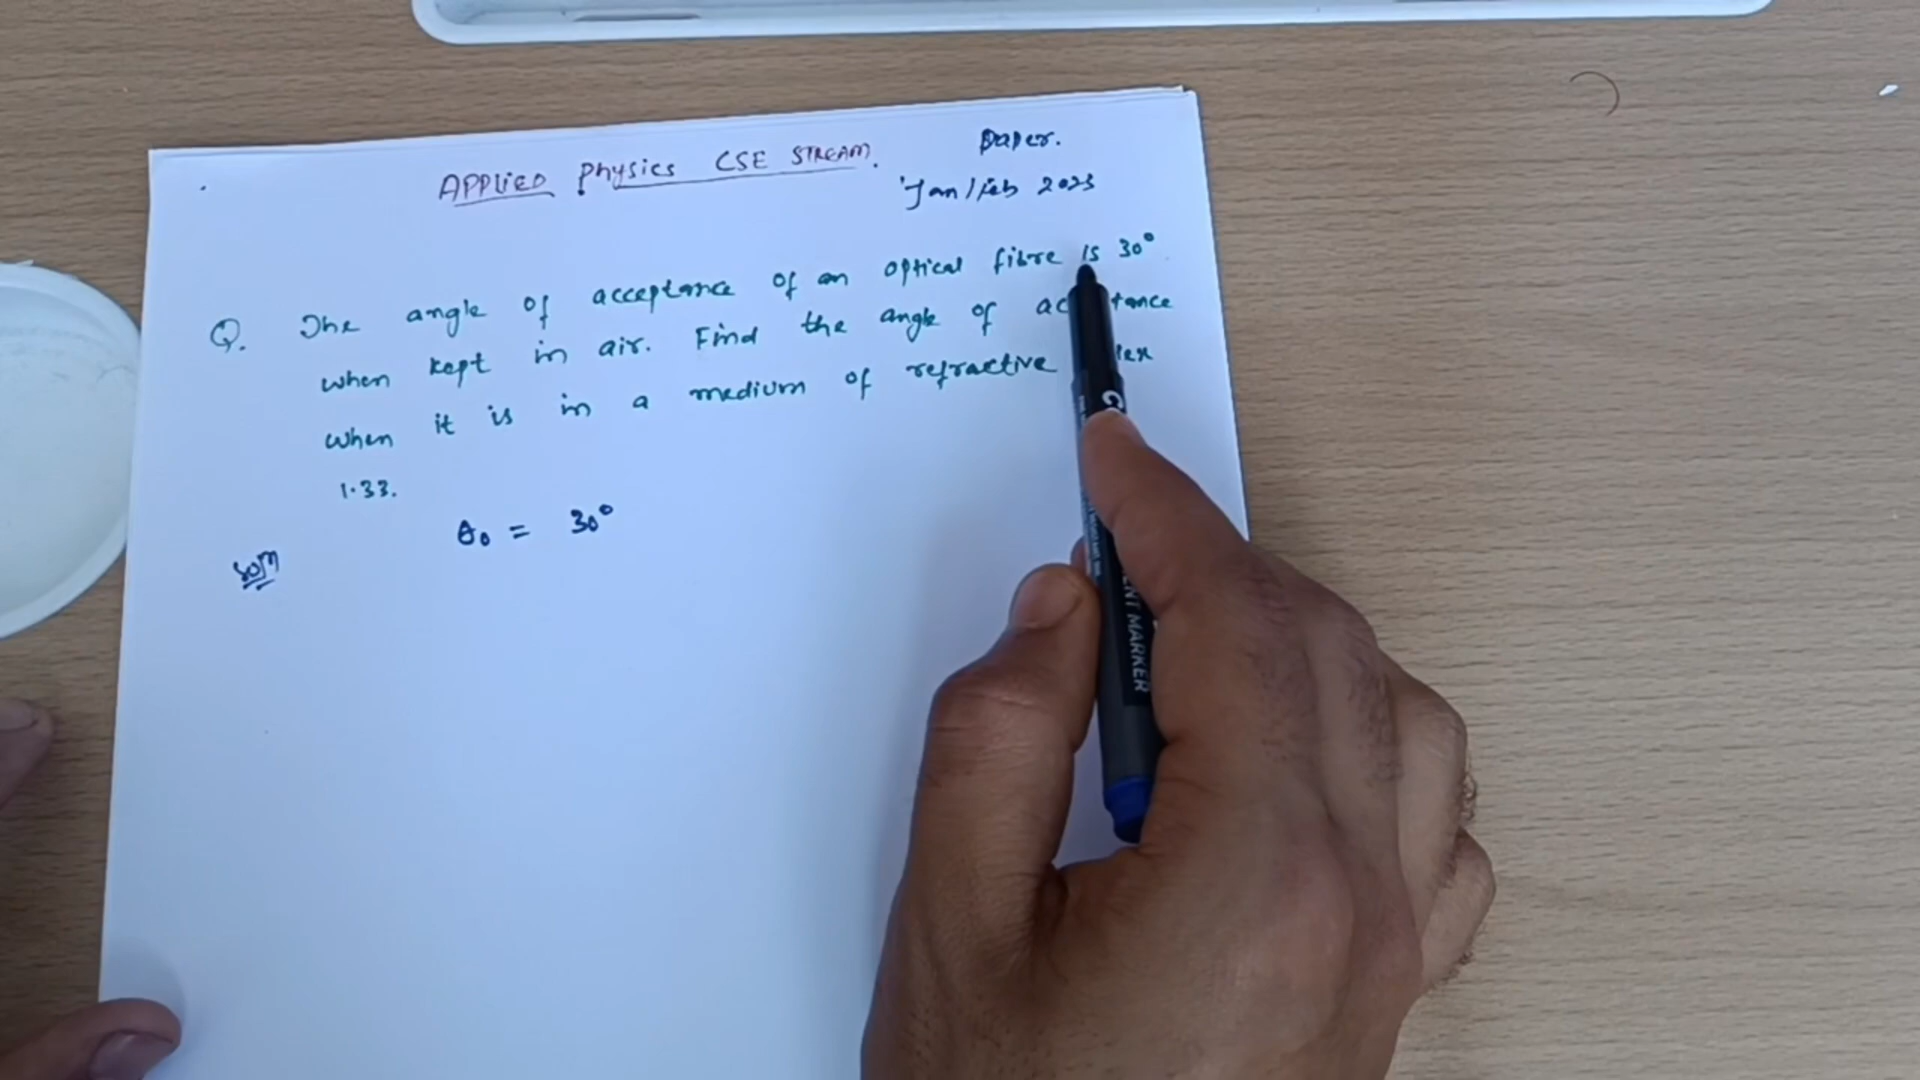 APPLIED Physics CSE STREAM.
Paper.
Jan/Feb 2023
Q. The angle of acceptance of an optical fibre is 30°
when kept in air. Find the angle of
when it is in a medium of refractive
1.33.
Soln
θ₀ = 30°
MARKER